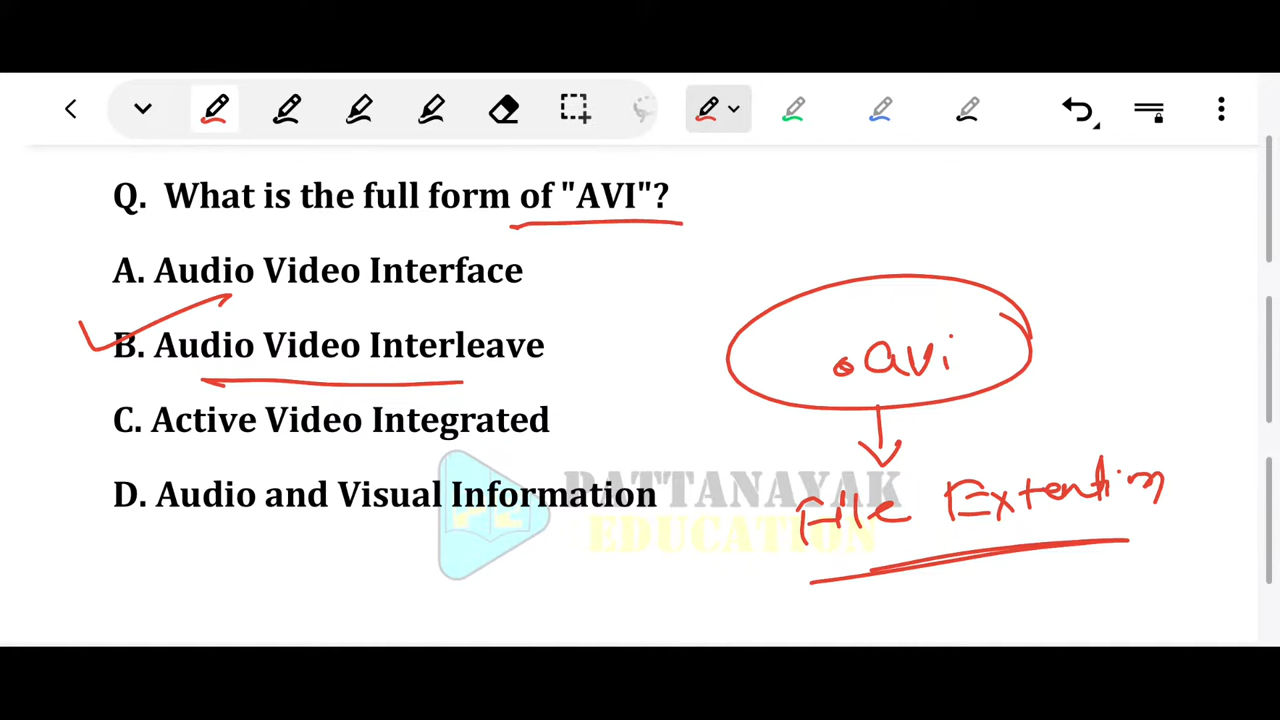 Q. What is the full form of "AVI"?
A. Audio Video Interface
B. Audio Video Interleave
C. Active Video Integrated
D. Audio and Visual Information
.avi
File Extention
PATTANAYAK
EDUCATION